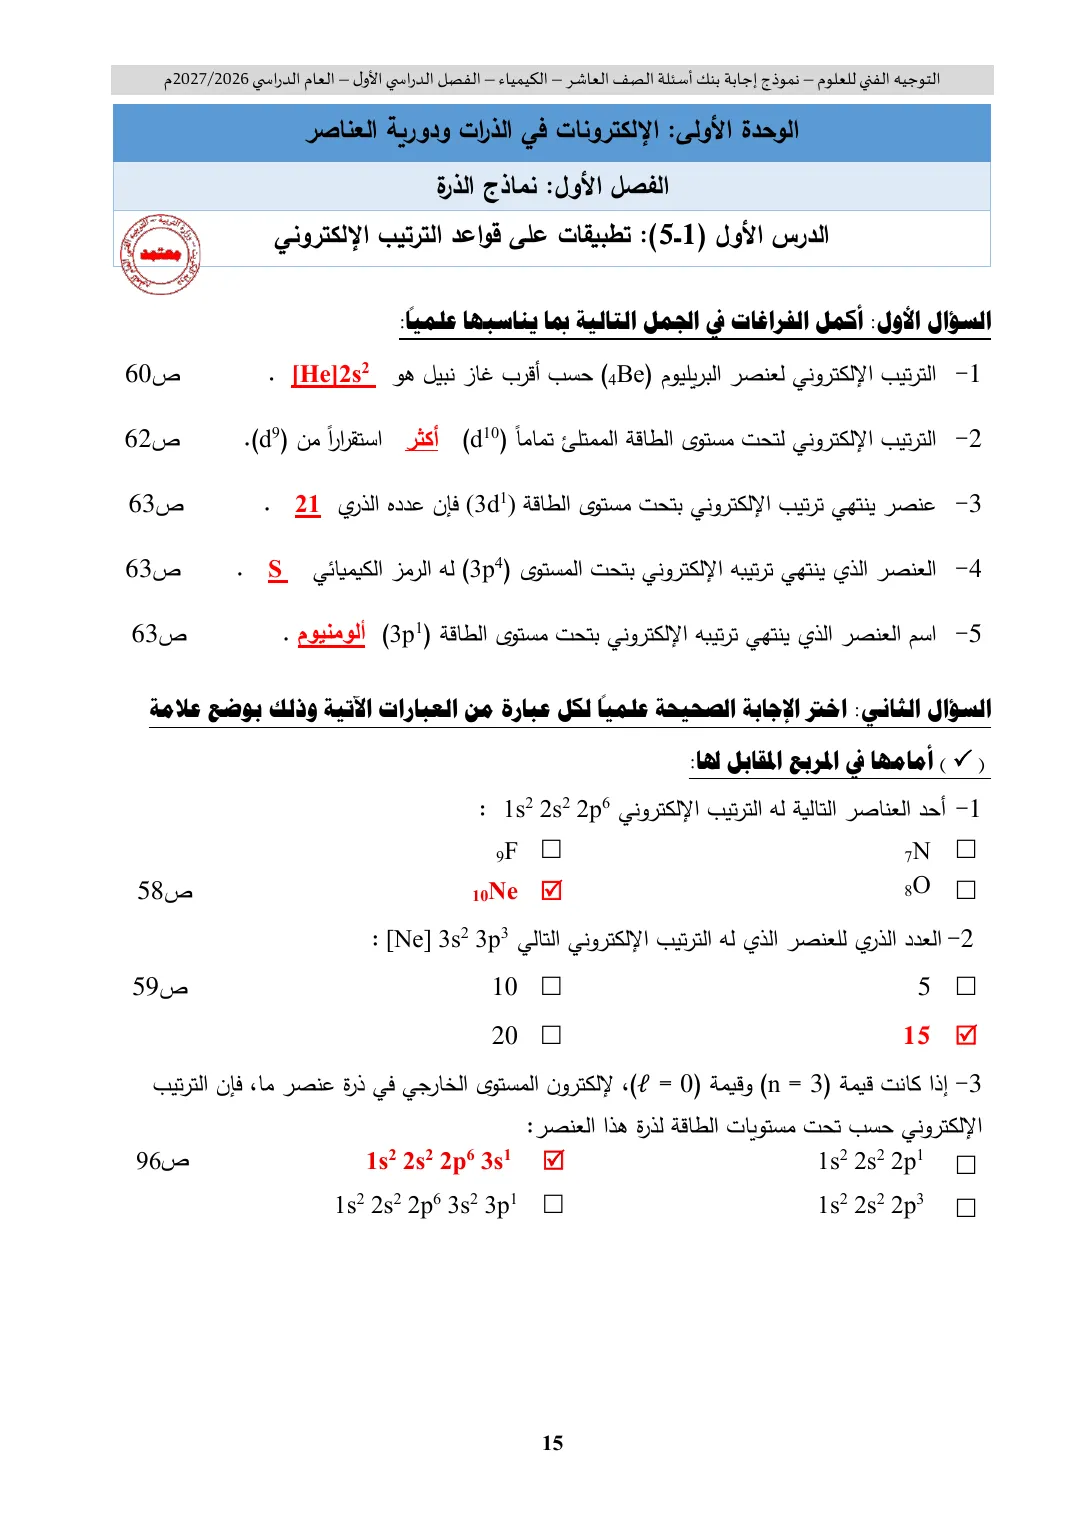 التوجيه الفني للعلوم – نموذج إجابة بنك أسئلة الصف العاشر – الكيمياء – الفصل الدراسي الأول – العام الدراسي 2027/2026م
الوحدة الأولى: الإلكترونات في الذرات ودورية العناصر
الفصل الأول: نماذج الذرة
الدرس الأول (1-5): تطبيقات على قواعد الترتيب الإلكتروني
معتمد
السؤال الأول: أكمل الفراغات في الجمل التالية بما يناسبها علمياً:
1- الترتيب الإلكتروني لعنصر البريليوم (₄Be) حسب أقرب غاز نبيل هو [He]2s² . ص60
2- الترتيب الإلكتروني لتحت مستوى الطاقة الممتلئ تماماً (d¹⁰) أكثر استقراراً من (d⁹). ص62
3- عنصر ينتهي ترتيب الإلكتروني بتحت مستوى الطاقة (3d¹) فإن عدده الذري 21 . ص63
4- العنصر الذي ينتهي ترتيبه الإلكتروني بتحت المستوى (3p⁴) له الرمز الكيميائي S . ص63
5- اسم العنصر الذي ينتهي ترتيبه الإلكتروني بتحت مستوى الطاقة (3p¹) ألومنيوم . ص63
السؤال الثاني: اختر الإجابة الصحيحة علمياً لكل عبارة من العبارات الآتية وذلك بوضع علامة
( ✓ ) أمامها في المربع المقابل لها:
1- أحد العناصر التالية له الترتيب الإلكتروني 1s² 2s² 2p⁶ :
☐ ₇N ☐ ₉F
☐ ₈O ☑ ₁₀Ne ص58
2- العدد الذري للعنصر الذي له الترتيب الإلكتروني التالي [Ne] 3s² 3p³ :
☐ 5 ☐ 10 ص59
☑ 15 ☐ 20
3- إذا كانت قيمة (n = 3) وقيمة (ℓ = 0)، لإلكترون المستوى الخارجي في ذرة عنصر ما، فإن الترتيب
الإلكتروني حسب تحت مستويات الطاقة لذرة هذا العنصر:
☐ 1s² 2s² 2p¹ ☑ 1s² 2s² 2p⁶ 3s¹ ص96
☐ 1s² 2s² 2p³ ☐ 1s² 2s² 2p⁶ 3s² 3p¹
15